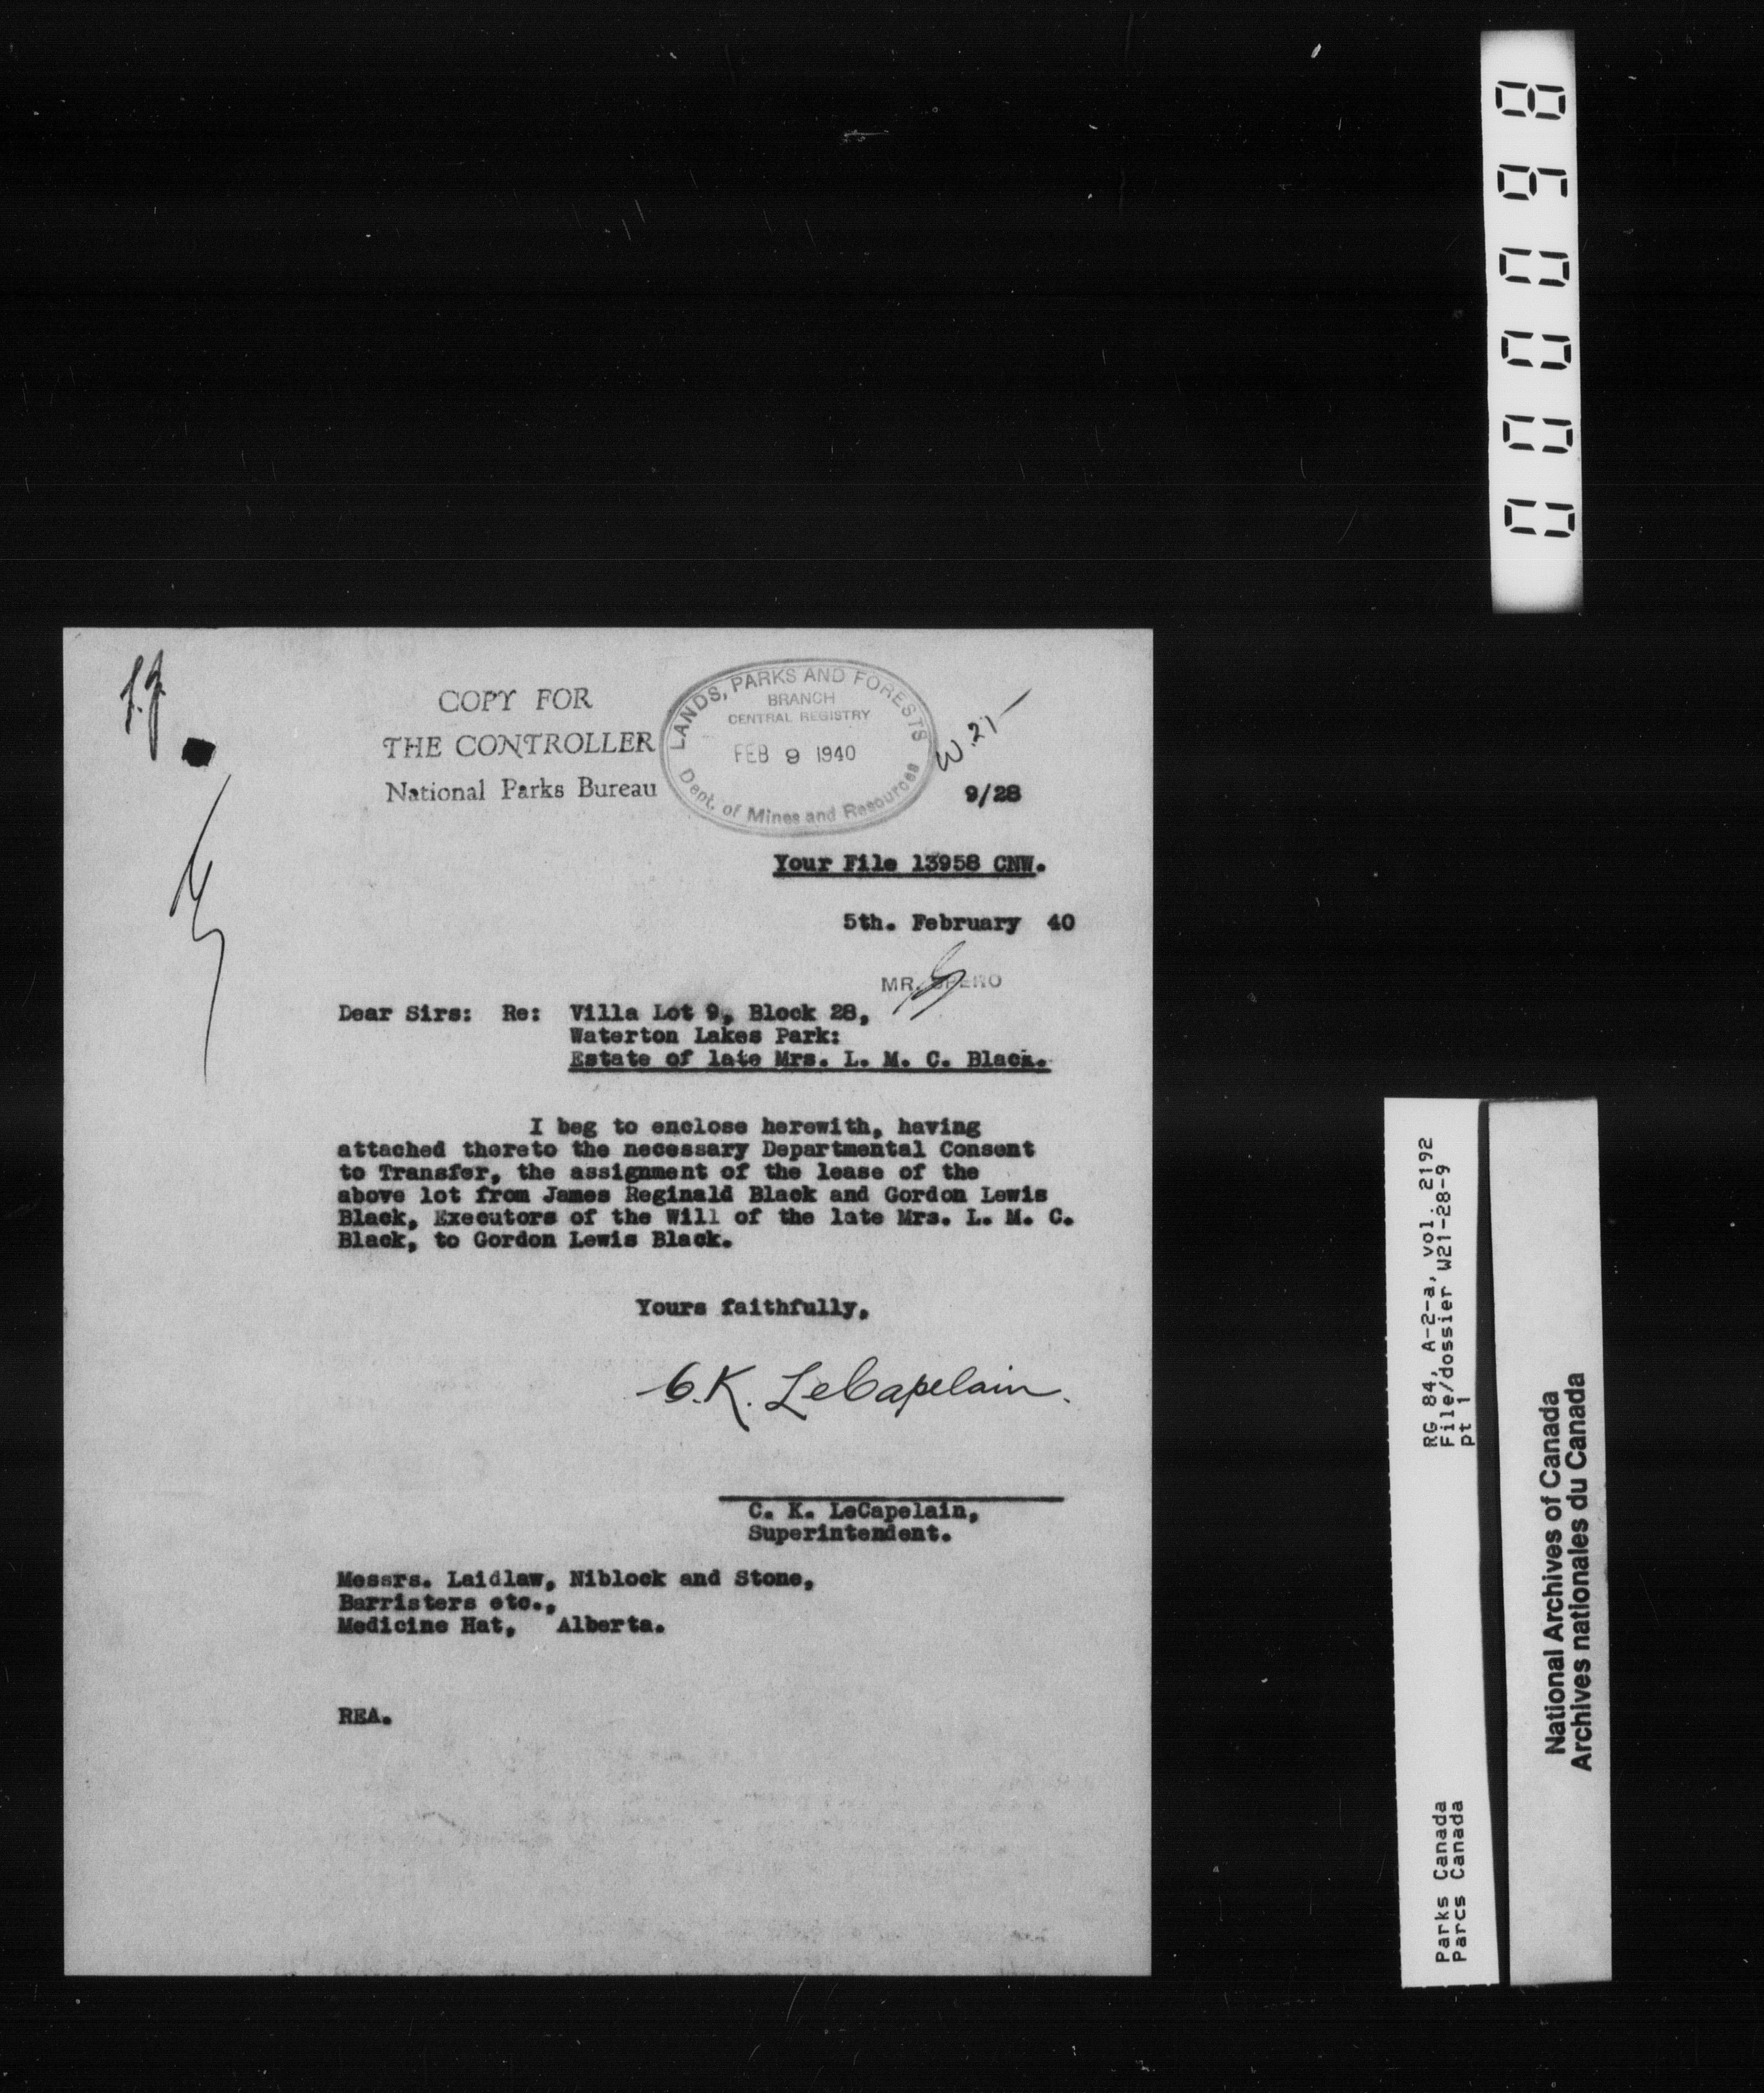 000098
f.g.
COPY FOR
THE CONTROLLER
National Parks Bureau
LANDS, PARKS AND FORESTS
BRANCH
CENTRAL REGISTRY
FEB 9 1940
Dept. of Mines and Resources
W.21
9/28
Your File 13958 CNW.
5th. February 40
MR. SPERO
Dear Sirs: Re: Villa Lot 9, Block 28,
Waterton Lakes Park:
Estate of late Mrs. L. M. C. Black.
I beg to enclose herewith, having
attached thereto the necessary Departmental Consent
to Transfer, the assignment of the lease of the
above lot from James Reginald Black and Gordon Lewis
Black, Executors of the Will of the late Mrs. L. M. C.
Black, to Gordon Lewis Black.
Yours faithfully,
C.K. LeCapelain.
C. K. LeCapelain,
Superintendent.
Messrs. Laidlaw, Niblock and Stone,
Barristers etc.,
Medicine Hat, Alberta.
REA.
RG 84, A-2-a, vol. 2192
File/dossier W21-28-9
pt 1
Parks Canada
Parcs Canada
National Archives of Canada
Archives nationales du Canada